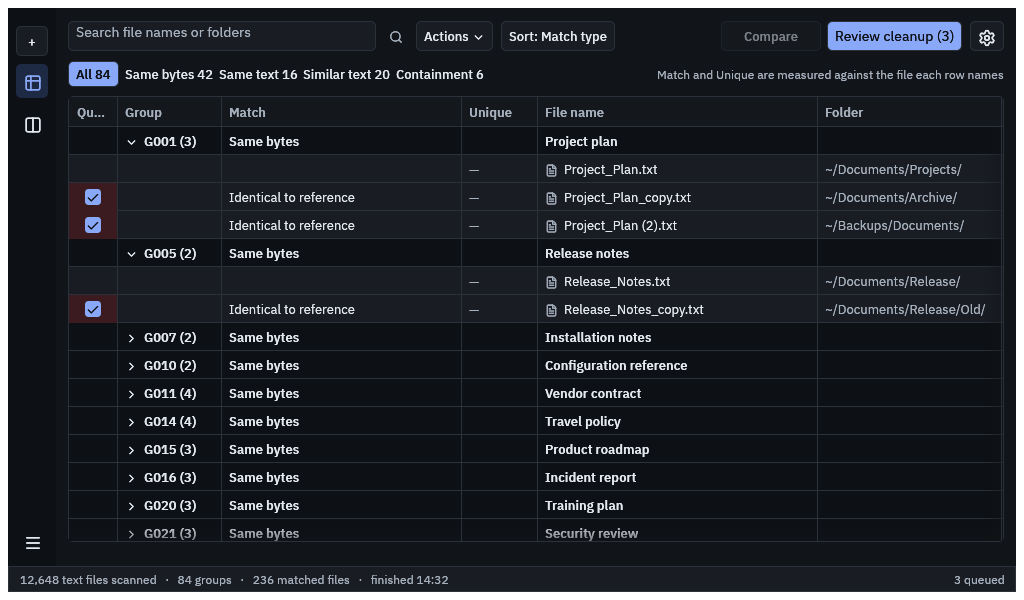 Search file names or folders
Actions
Sort: Match type
Compare
Review cleanup (3)
+
All 84 Same bytes 42 Same text 16 Similar text 20 Containment 6
Match and Unique are measured against the file each row names
Qu... Group Match Unique File name Folder
G001 (3) Same bytes Project plan
— Project_Plan.txt ~/Documents/Projects/
Identical to reference — Project_Plan_copy.txt ~/Documents/Archive/
Identical to reference — Project_Plan (2).txt ~/Backups/Documents/
G005 (2) Same bytes Release notes
— Release_Notes.txt ~/Documents/Release/
Identical to reference — Release_Notes_copy.txt ~/Documents/Release/Old/
G007 (2) Same bytes Installation notes
G010 (2) Same bytes Configuration reference
G011 (4) Same bytes Vendor contract
G014 (4) Same bytes Travel policy
G015 (3) Same bytes Product roadmap
G016 (3) Same bytes Incident report
G020 (3) Same bytes Training plan
G021 (3) Same bytes Security review
12,648 text files scanned · 84 groups · 236 matched files · finished 14:32
3 queued